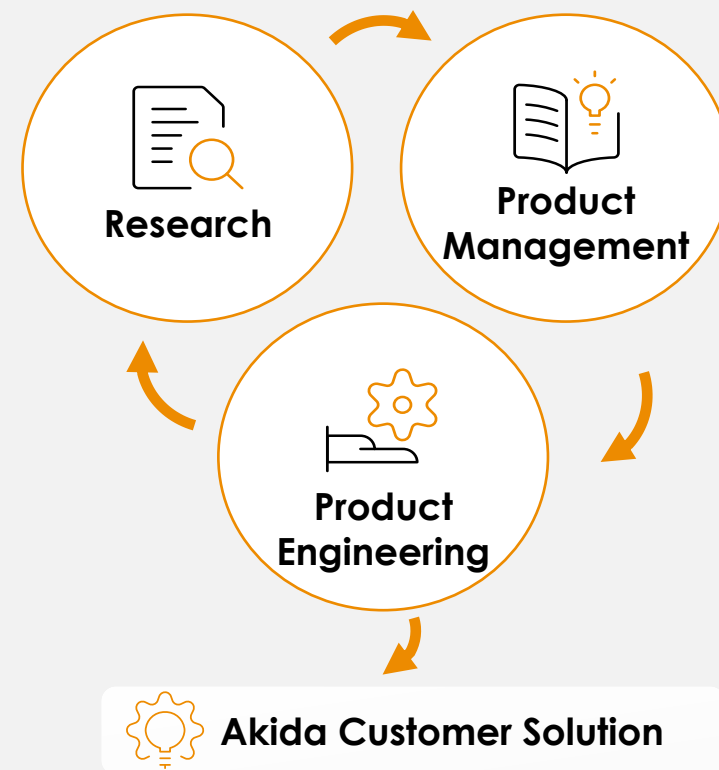 Research
Product
Management
Product
Engineering
Akida Customer Solution